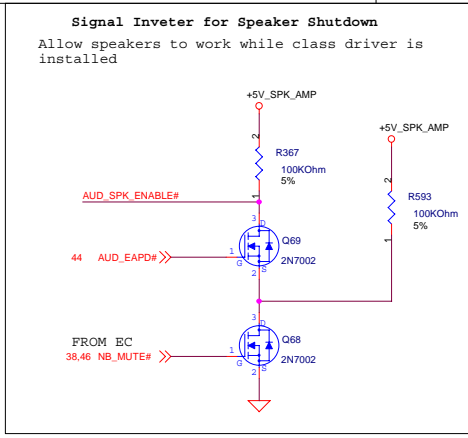 Signal Inveter for Speaker Shutdown
Allow speakers to work while class driver is
installed
+5V_SPK_AMP
+5V_SPK_AMP
2
R367
100KOhm
5%
1
2
R593
100KOhm
5%
1
AUD_SPK_ENABLE#
3
D
Q69
44 AUD_EAPD#
1
G
2N7002
S
2
3
D
FROM EC
Q68
38,46 NB_MUTE#
1
G
2N7002
S
2